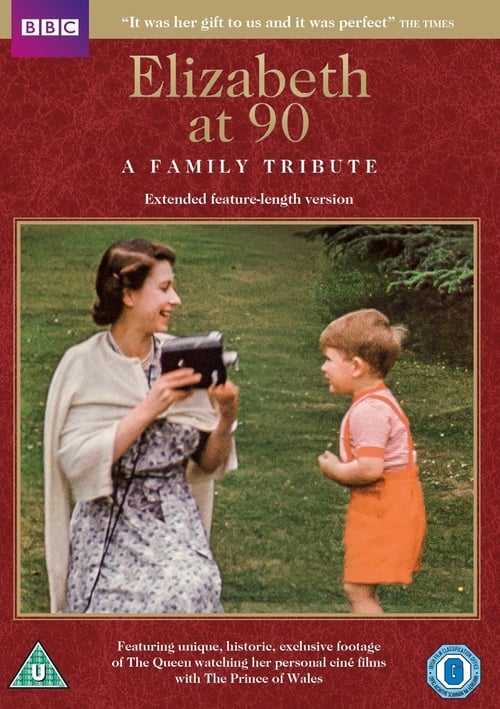 BBC
“It was her gift to us and it was perfect” THE TIMES
Elizabeth
at 90
A FAMILY TRIBUTE
Extended feature-length version
Featuring unique, historic, exclusive footage
of The Queen watching her personal ciné films
with The Prince of Wales
U
G